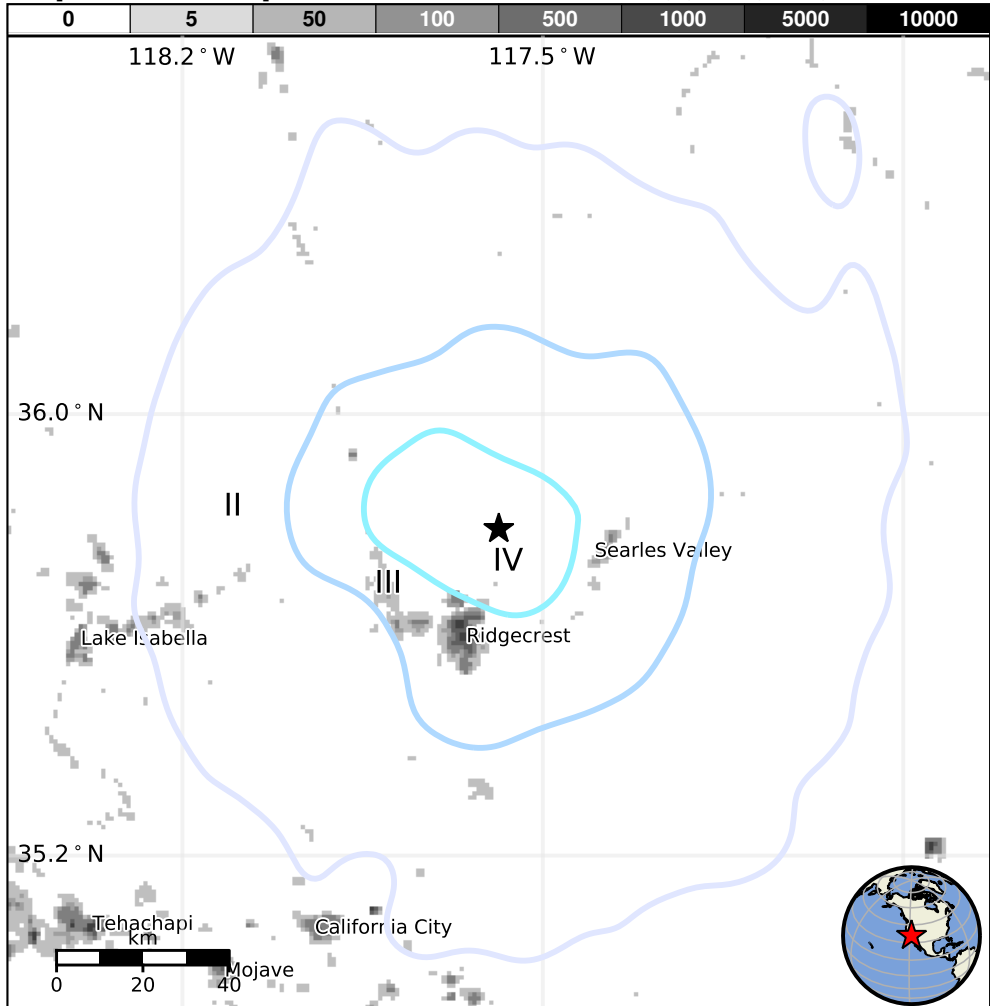 0 5 50 100 500 1000 5000 10000
118.2°W 117.5°W
36.0°N
II
IV
Searles Valley
III
Ridgecrest
Lake Isabella
35.2°N
Tehachapi
California City
km
Mojave
0 20 40